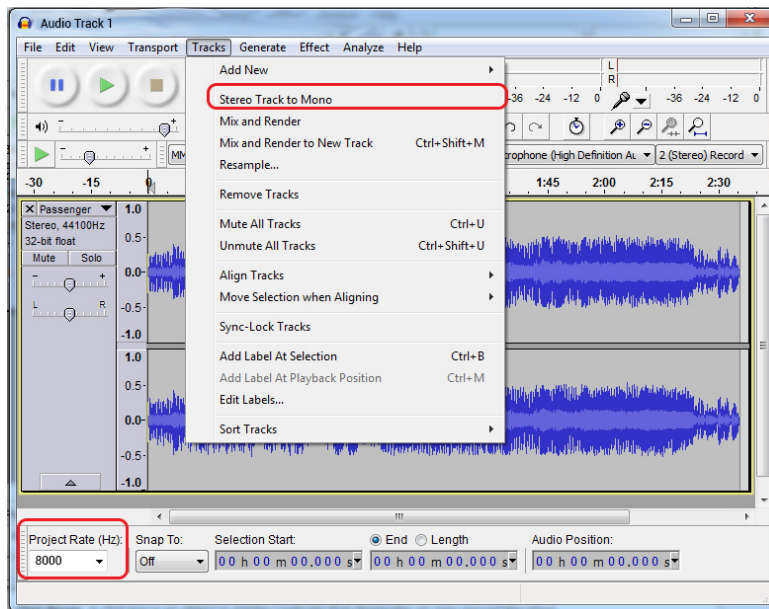 Audio Track 1
File Edit View Transport Tracks Generate Effect Analyze Help
Add New
Stereo Track to Mono
Mix and Render
Mix and Render to New Track Ctrl+Shift+M
Resample...
Remove Tracks
Mute All Tracks Ctrl+U
Unmute All Tracks Ctrl+Shift+U
Align Tracks
Move Selection when Aligning
Sync-Lock Tracks
Add Label At Selection Ctrl+B
Add Label At Playback Position Ctrl+M
Edit Labels...
Sort Tracks
L
R
-36 -24 -12 0 -36 -24 -12 0
2 (Stereo) Record
-30 -15 0 1:45 2:00 2:15 2:30
X Passenger 1.0
Stereo, 44100Hz
32-bit float 0.5-
Mute Solo
- + 0.0-
L R -0.5-
-1.0
1.0
0.5-
0.0-
-0.5-
-1.0
Project Rate (Hz): Snap To: Selection Start: End Length Audio Position:
8000 Off 00 h 00 m 00.000 s 00 h 00 m 00.000 s 00 h 00 m 00.000 s